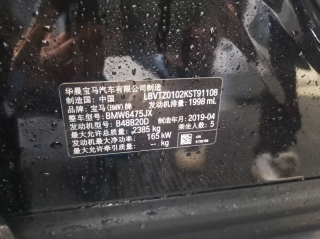 华晨宝马汽车有限公司制造
制造国:中国 LBVTZ0102KST91108
品牌:宝马(BMW)牌 发动机排量:1998 mL
整车型号:BMW6475JX
发动机型号:B48B20D 制造年月:2019-04
最大允许总质量:2385 kg 乘坐人数:5
发动机最大净功率:165 kW